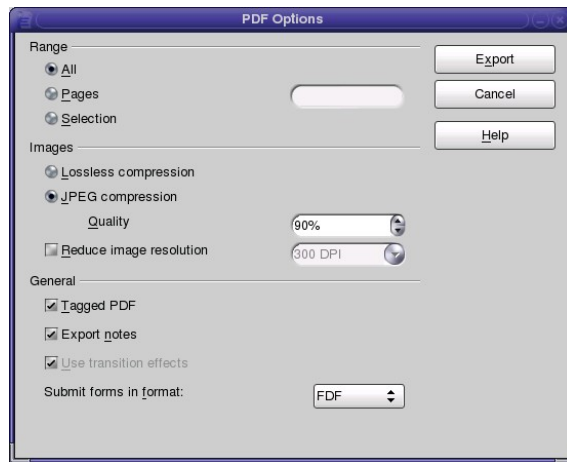 PDF Options
Range
All
Pages
Selection
Export
Cancel
Help
Images
Lossless compression
JPEG compression
Quality
90%
Reduce image resolution
300 DPI
General
Tagged PDF
Export notes
Use transition effects
Submit forms in format:
FDF